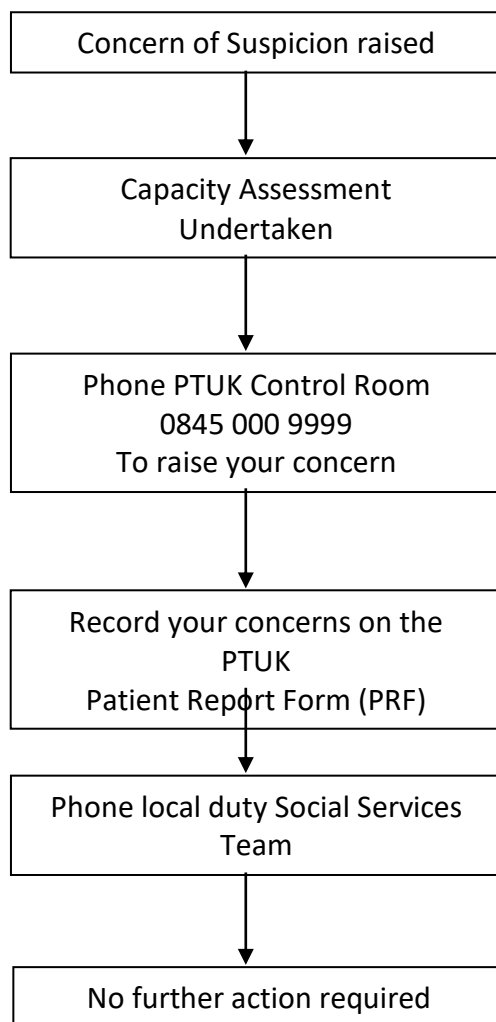 Concern of Suspicion raised
Capacity Assessment
Undertaken
Phone PTUK Control Room
0845 000 9999
To raise your concern
Record your concerns on the
PTUK
Patient Report Form (PRF)
Phone local duty Social Services
Team
No further action required